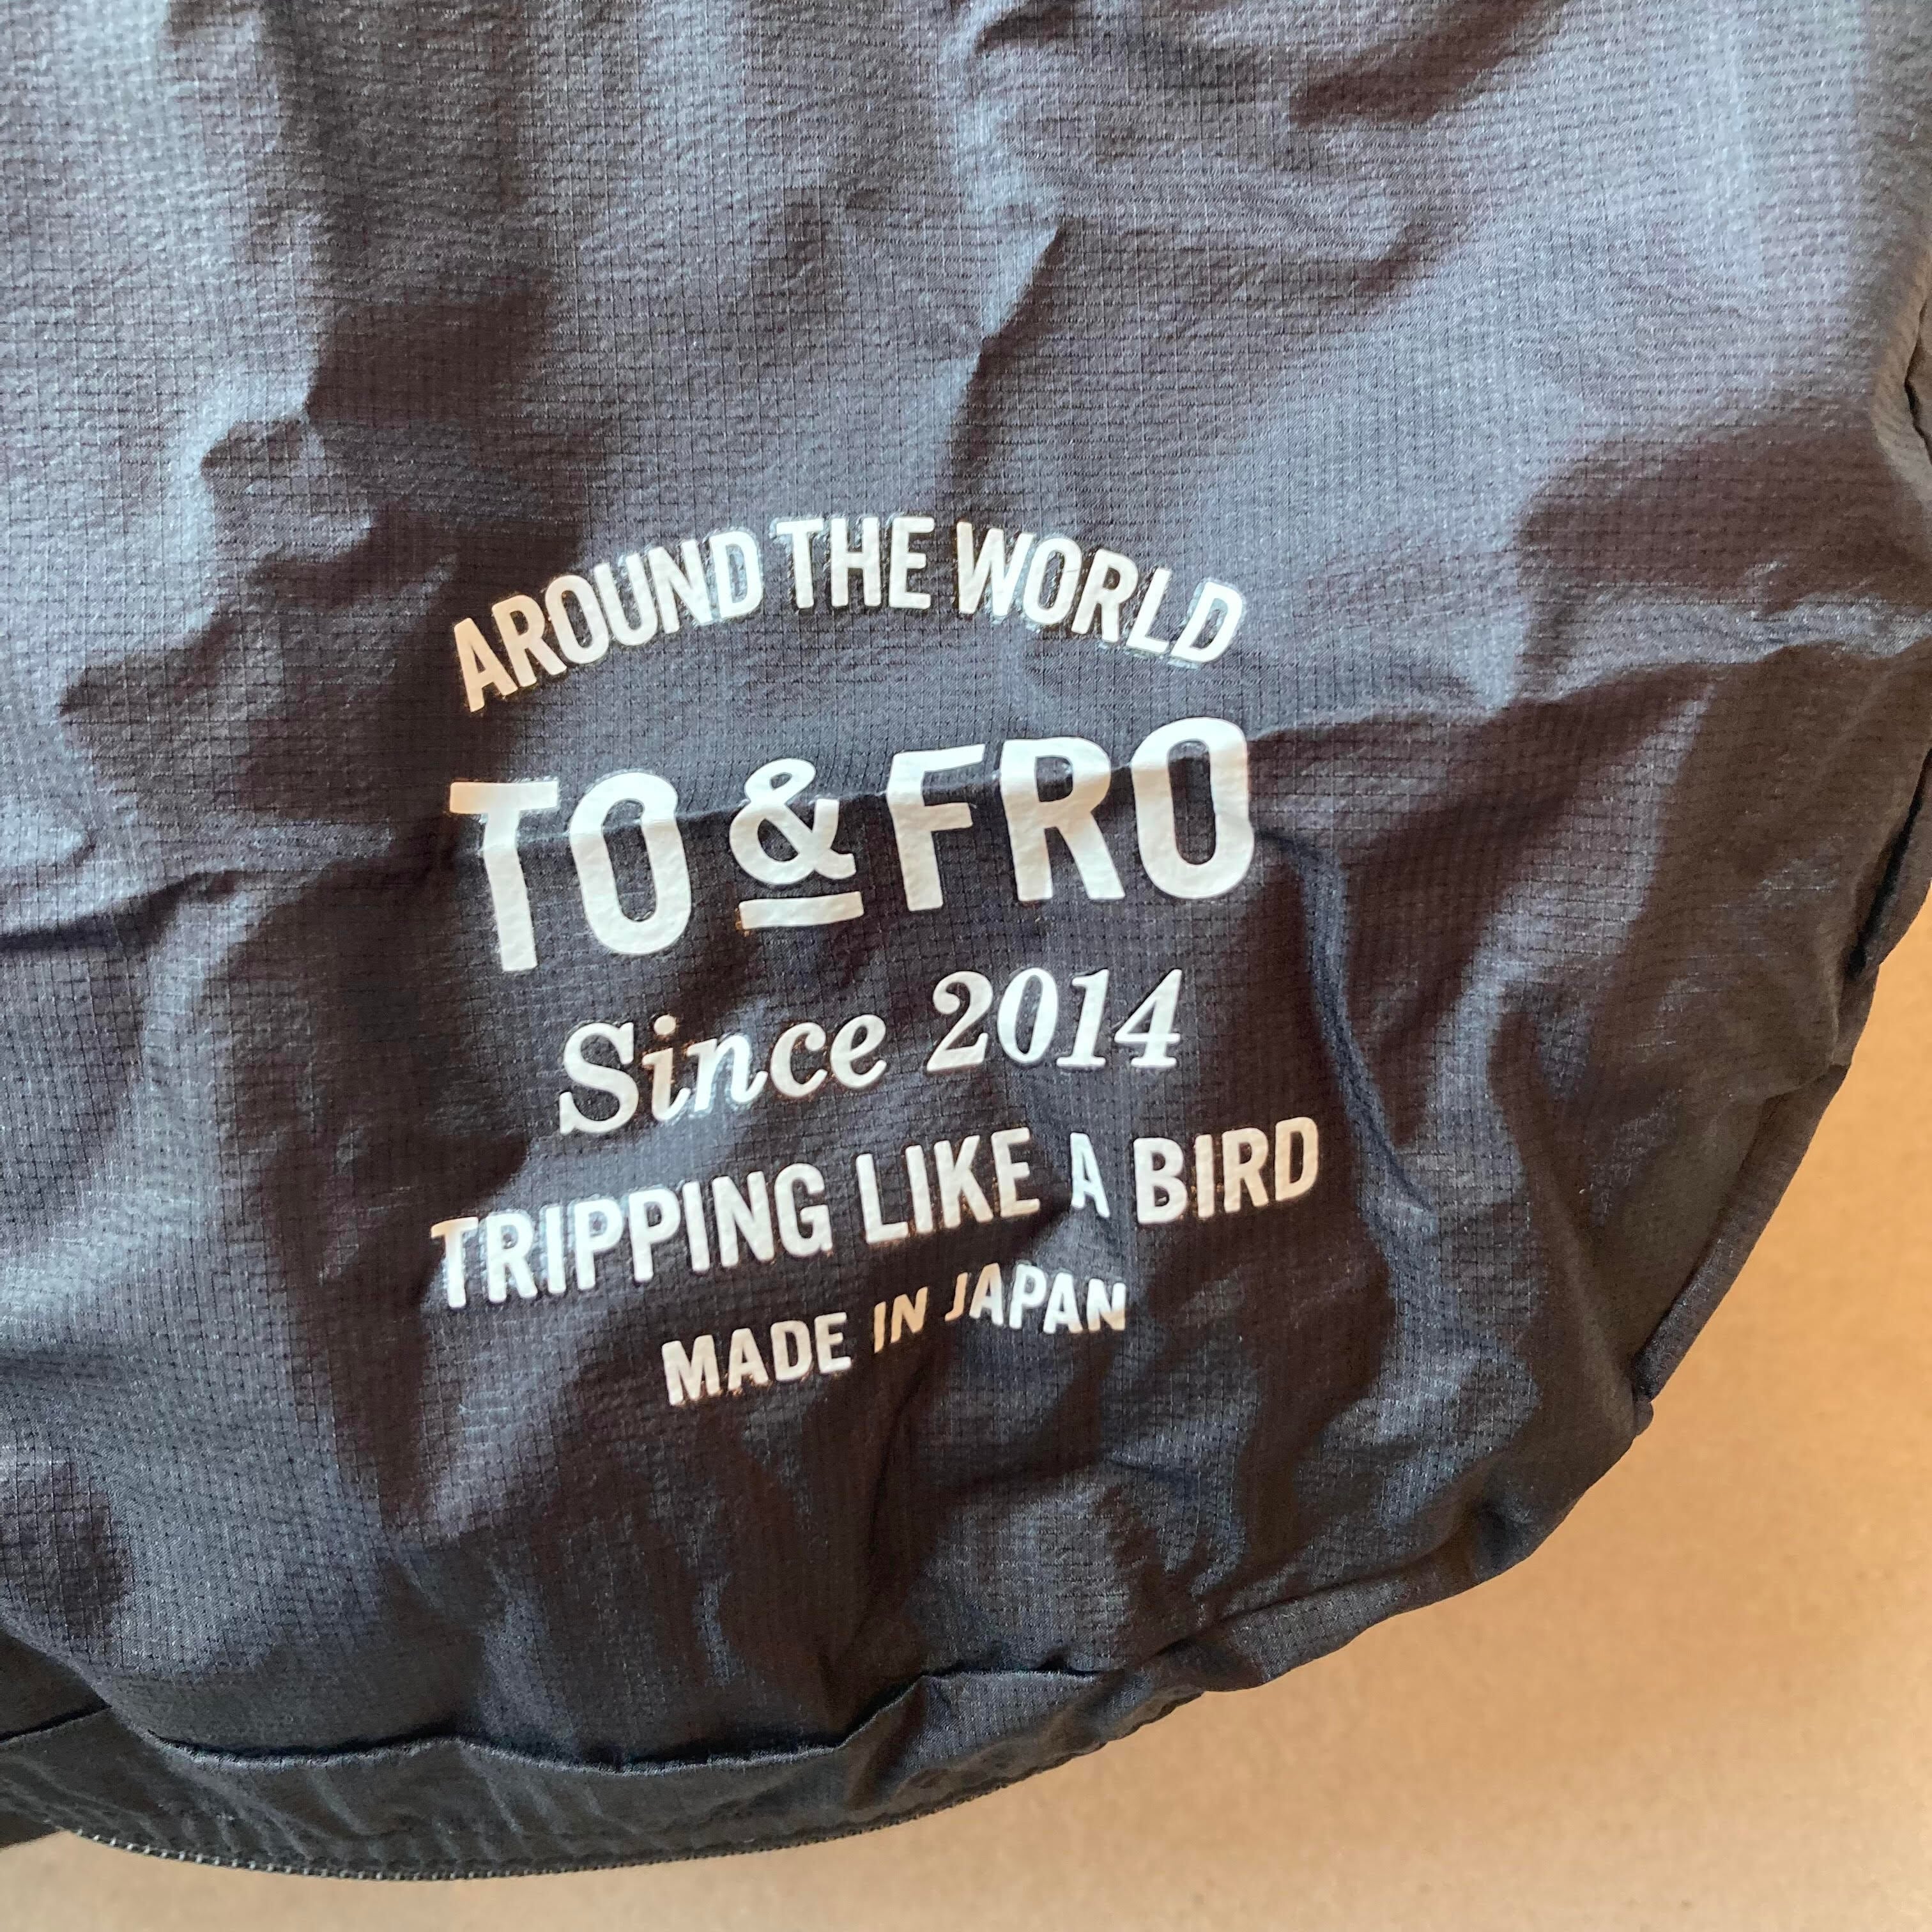 AROUND THE WORLD
TO & FRO
Since 2014
TRIPPING LIKE A BIRD
MADE IN JAPAN